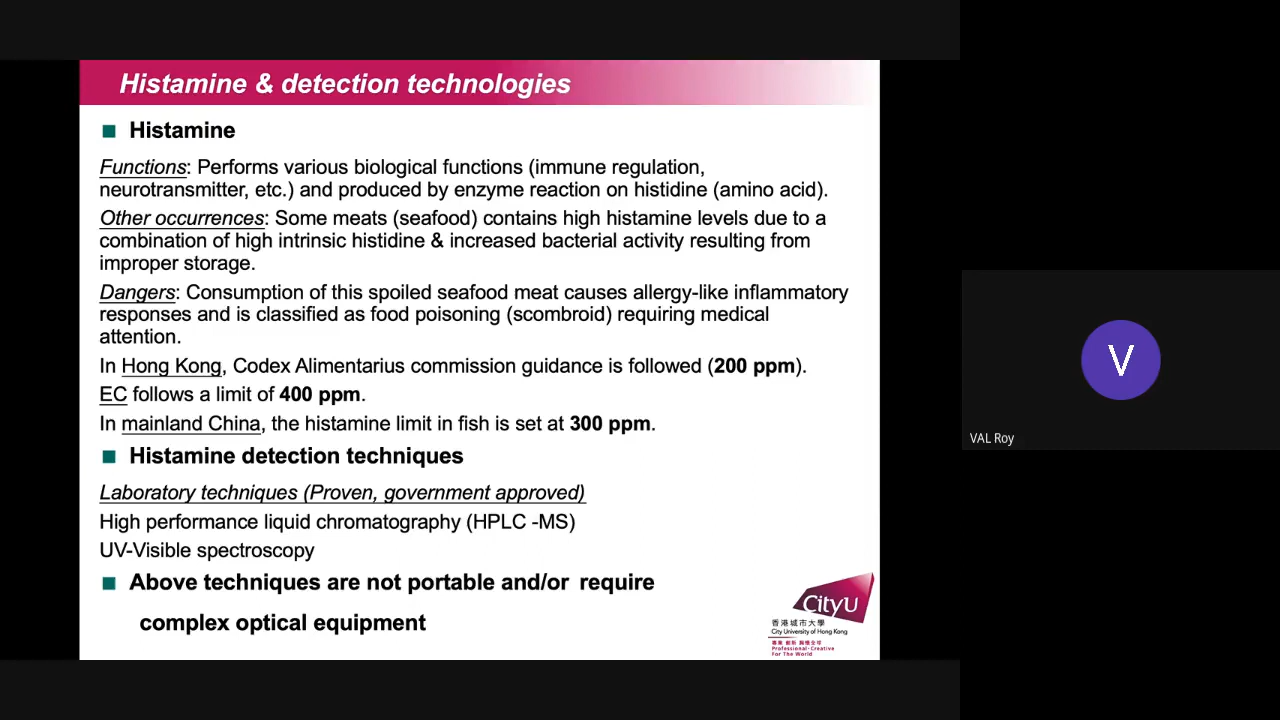 Histamine & detection technologies
Histamine
Functions: Performs various biological functions (immune regulation,
neurotransmitter, etc.) and produced by enzyme reaction on histidine (amino acid).
Other occurrences: Some meats (seafood) contains high histamine levels due to a
combination of high intrinsic histidine & increased bacterial activity resulting from
improper storage.
Dangers: Consumption of this spoiled seafood meat causes allergy-like inflammatory
responses and is classified as food poisoning (scombroid) requiring medical
attention.
In Hong Kong, Codex Alimentarius commission guidance is followed (200 ppm).
EC follows a limit of 400 ppm.
In mainland China, the histamine limit in fish is set at 300 ppm.
Histamine detection techniques
Laboratory techniques (Proven, government approved)
High performance liquid chromatography (HPLC -MS)
UV-Visible spectroscopy
Above techniques are not portable and/or require
complex optical equipment
CityU
香港城市大學
City University of Hong Kong
專業 創新 胸懷全球
Professional·Creative
For The World
V
VAL Roy